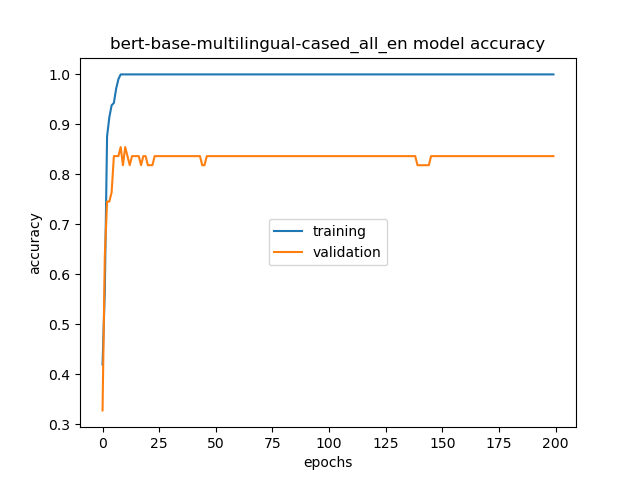 bert-base-multilingual-cased_all_en model accuracy
1.0
0.9
0.8
0.7
0.6
0.5
0.4
0.3
accuracy
training
validation
0 25 50 75 100 125 150 175 200
epochs